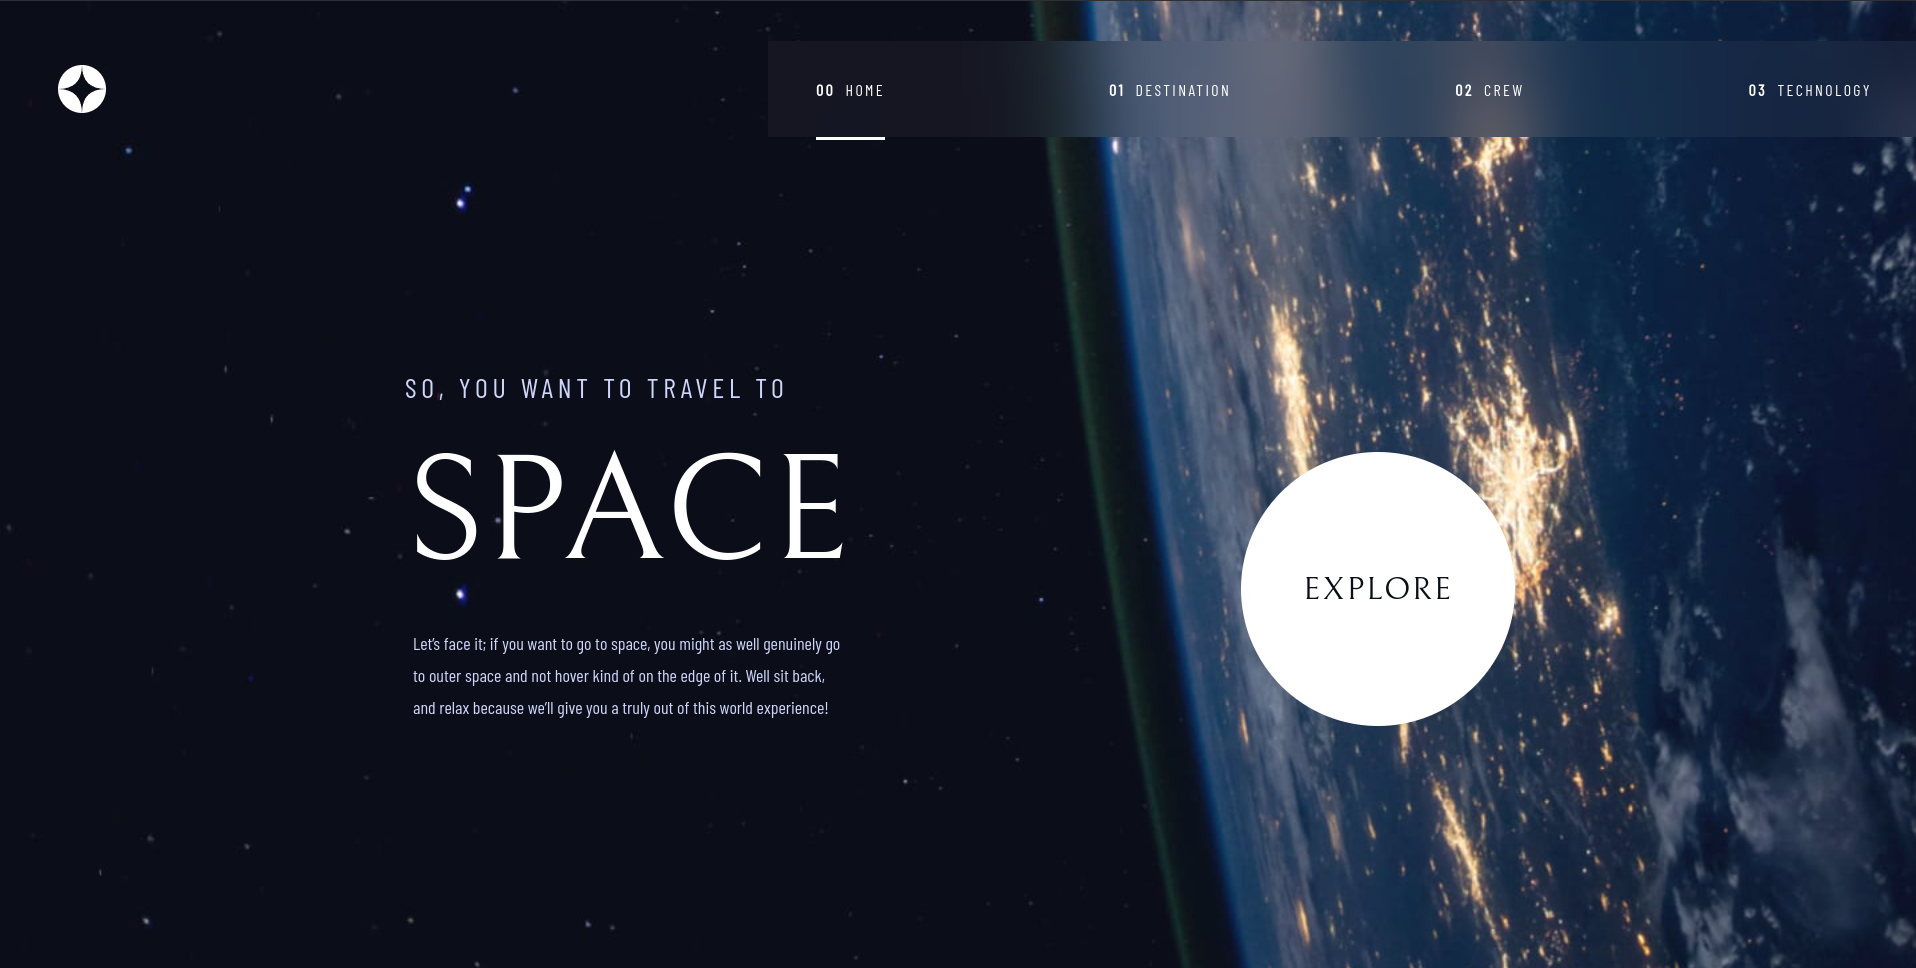 00 HOME
01 DESTINATION
02 CREW
03 TECHNOLOGY
SO, YOU WANT TO TRAVEL TO
SPACE
Let’s face it; if you want to go to space, you might as well genuinely go
to outer space and not hover kind of on the edge of it. Well sit back,
and relax because we’ll give you a truly out of this world experience!
EXPLORE